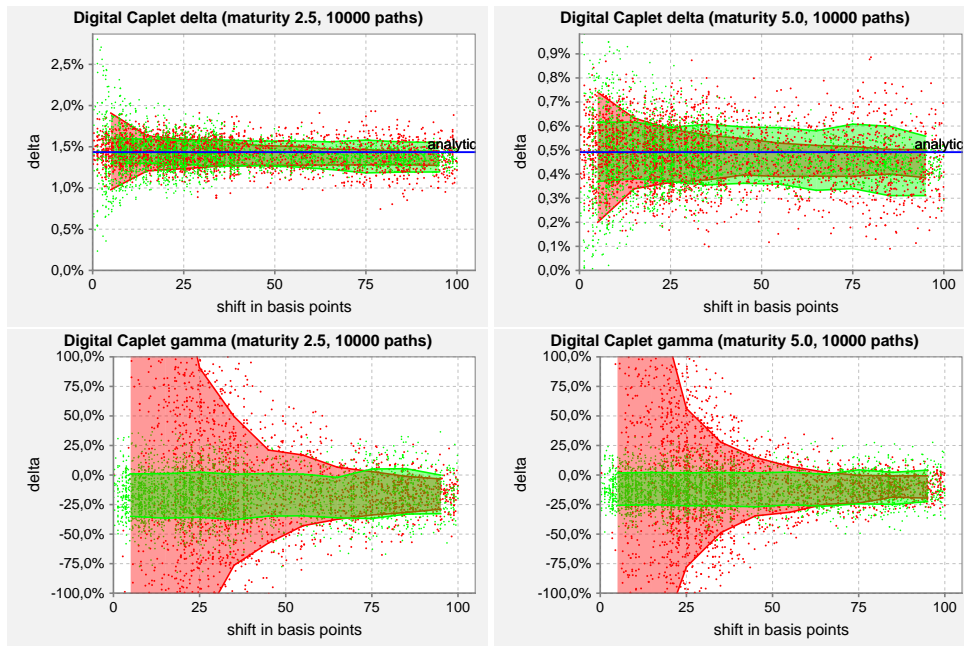 Digital Caplet delta (maturity 2.5, 10000 paths)
2,5%
2,0%
1,5%
1,0%
0,5%
0,0%
delta
analytic
0 25 50 75 100
shift in basis points
Digital Caplet delta (maturity 5.0, 10000 paths)
0,9%
0,8%
0,7%
0,6%
0,5%
0,4%
0,3%
0,2%
0,1%
0,0%
delta
analytic
0 25 50 75 100
shift in basis points
Digital Caplet gamma (maturity 2.5, 10000 paths)
100,0%
75,0%
50,0%
25,0%
0,0%
-25,0%
-50,0%
-75,0%
-100,0%
delta
0 25 50 75 100
shift in basis points
Digital Caplet gamma (maturity 5.0, 10000 paths)
100,0%
75,0%
50,0%
25,0%
0,0%
-25,0%
-50,0%
-75,0%
-100,0%
delta
0 25 50 75 100
shift in basis points